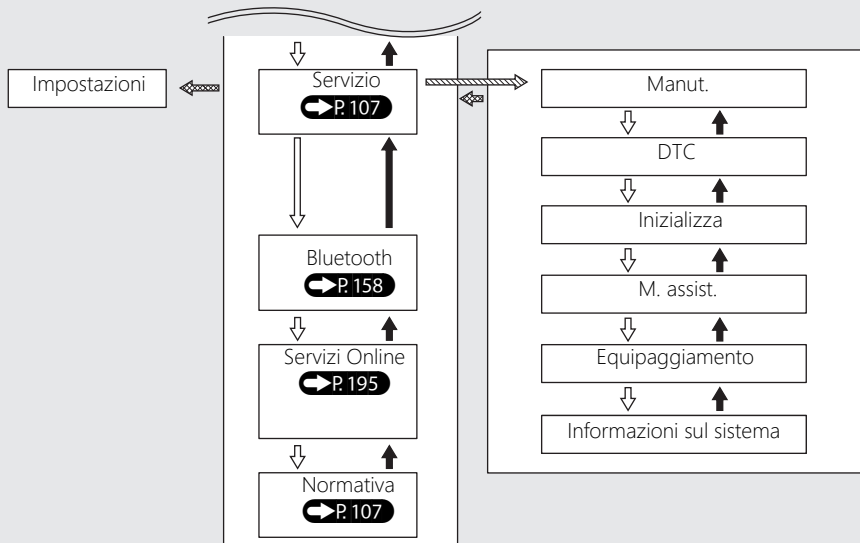 Impostazioni
Servizio
P. 107
Bluetooth
P. 158
Servizi Online
P. 195
Normativa
P. 107
Manut.
DTC
Inizializza
M. assist.
Equipaggiamento
Informazioni sul sistema